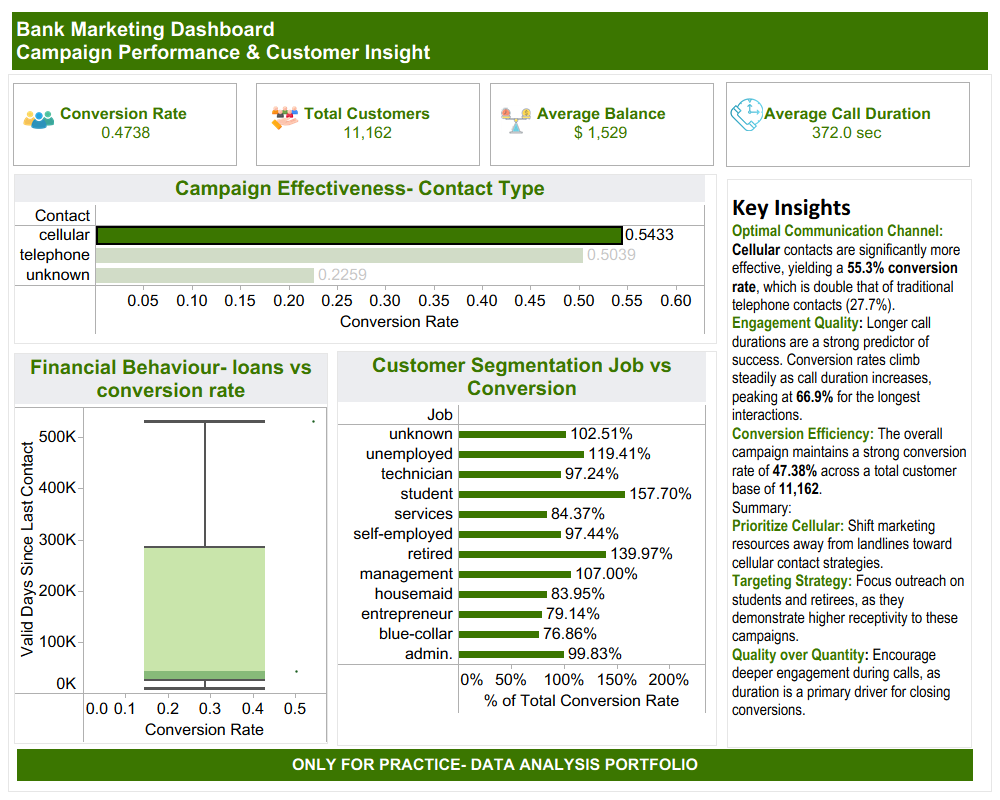 Bank Marketing Dashboard
Campaign Performance & Customer Insight
Conversion Rate
0.4738
Total Customers
11,162
Average Balance
$ 1,529
Average Call Duration
372.0 sec
Campaign Effectiveness- Contact Type
Contact
cellular 0.5433
telephone 0.5039
unknown 0.2259
0.05 0.10 0.15 0.20 0.25 0.30 0.35 0.40 0.45 0.50 0.55 0.60
Conversion Rate
Financial Behaviour- loans vs
conversion rate
Valid Days Since Last Contact
500K
400K
300K
200K
100K
0K
0.0 0.1 0.2 0.3 0.4 0.5
Conversion Rate
Customer Segmentation Job vs
Conversion
Job
unknown 102.51%
unemployed 119.41%
technician 97.24%
student 157.70%
services 84.37%
self-employed 97.44%
retired 139.97%
management 107.00%
housemaid 83.95%
entrepreneur 79.14%
blue-collar 76.86%
admin. 99.83%
0% 50% 100% 150% 200%
% of Total Conversion Rate
Key Insights
Optimal Communication Channel:
Cellular contacts are significantly more
effective, yielding a 55.3% conversion
rate, which is double that of traditional
telephone contacts (27.7%).
Engagement Quality: Longer call
durations are a strong predictor of
success. Conversion rates climb
steadily as call duration increases,
peaking at 66.9% for the longest
interactions.
Conversion Efficiency: The overall
campaign maintains a strong conversion
rate of 47.38% across a total customer
base of 11,162.
Summary:
Prioritize Cellular: Shift marketing
resources away from landlines toward
cellular contact strategies.
Targeting Strategy: Focus outreach on
students and retirees, as they
demonstrate higher receptivity to these
campaigns.
Quality over Quantity: Encourage
deeper engagement during calls, as
duration is a primary driver for closing
conversions.
ONLY FOR PRACTICE- DATA ANALYSIS PORTFOLIO